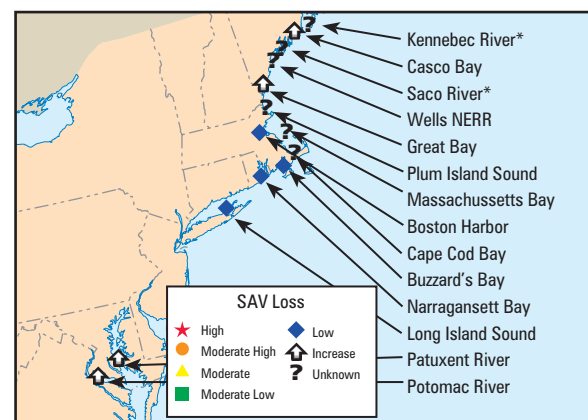 Kennebec River*
Casco Bay
Saco River*
Wells NERR
Great Bay
Plum Island Sound
Massachussetts Bay
Boston Harbor
Cape Cod Bay
Buzzard's Bay
Narragansett Bay
Long Island Sound
Patuxent River
Potomac River
SAV Loss
High
Moderate High
Moderate
Moderate Low
Low
Increase
? Unknown
?
?
?
?
?
?